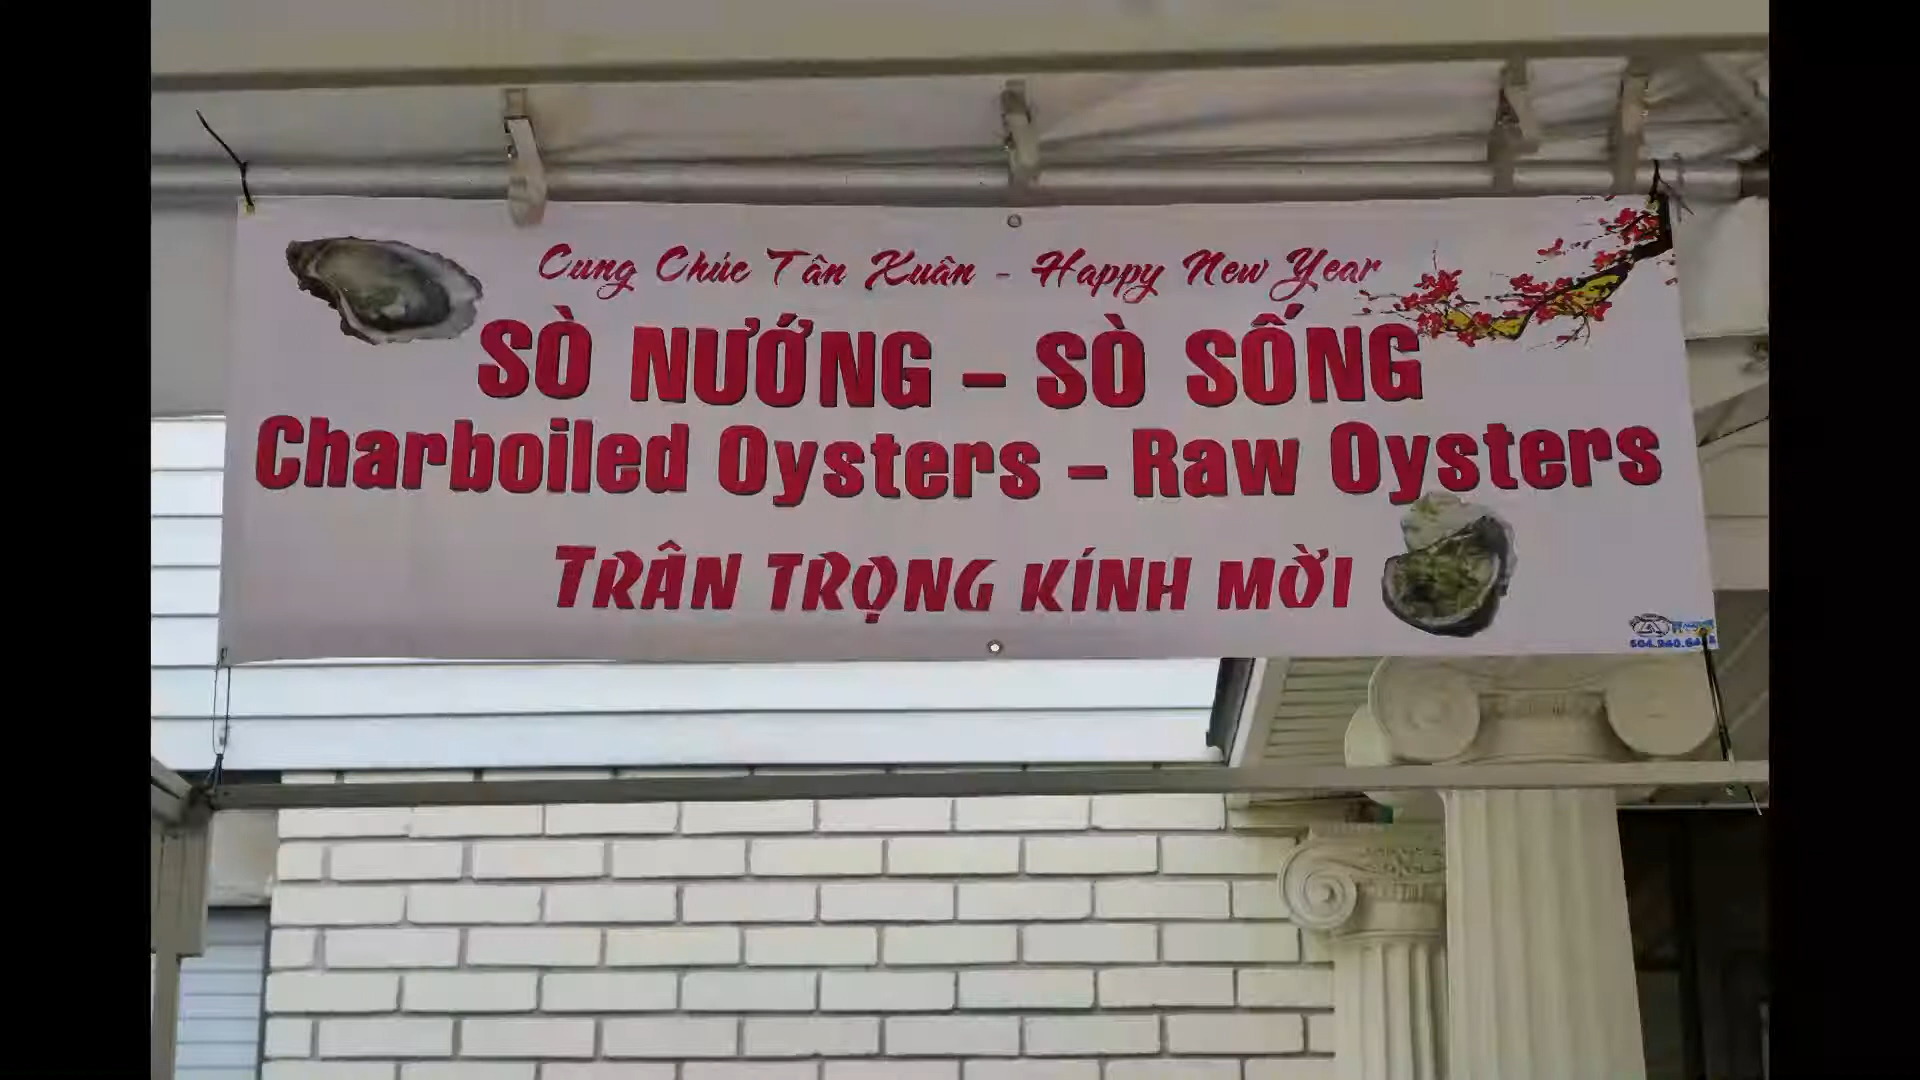 Cung Chúc Tân Xuân - Happy New Year
SÒ NƯỚNG – SÒ SỐNG
Charboiled Oysters – Raw Oysters
TRÂN TRỌNG KÍNH MỜI